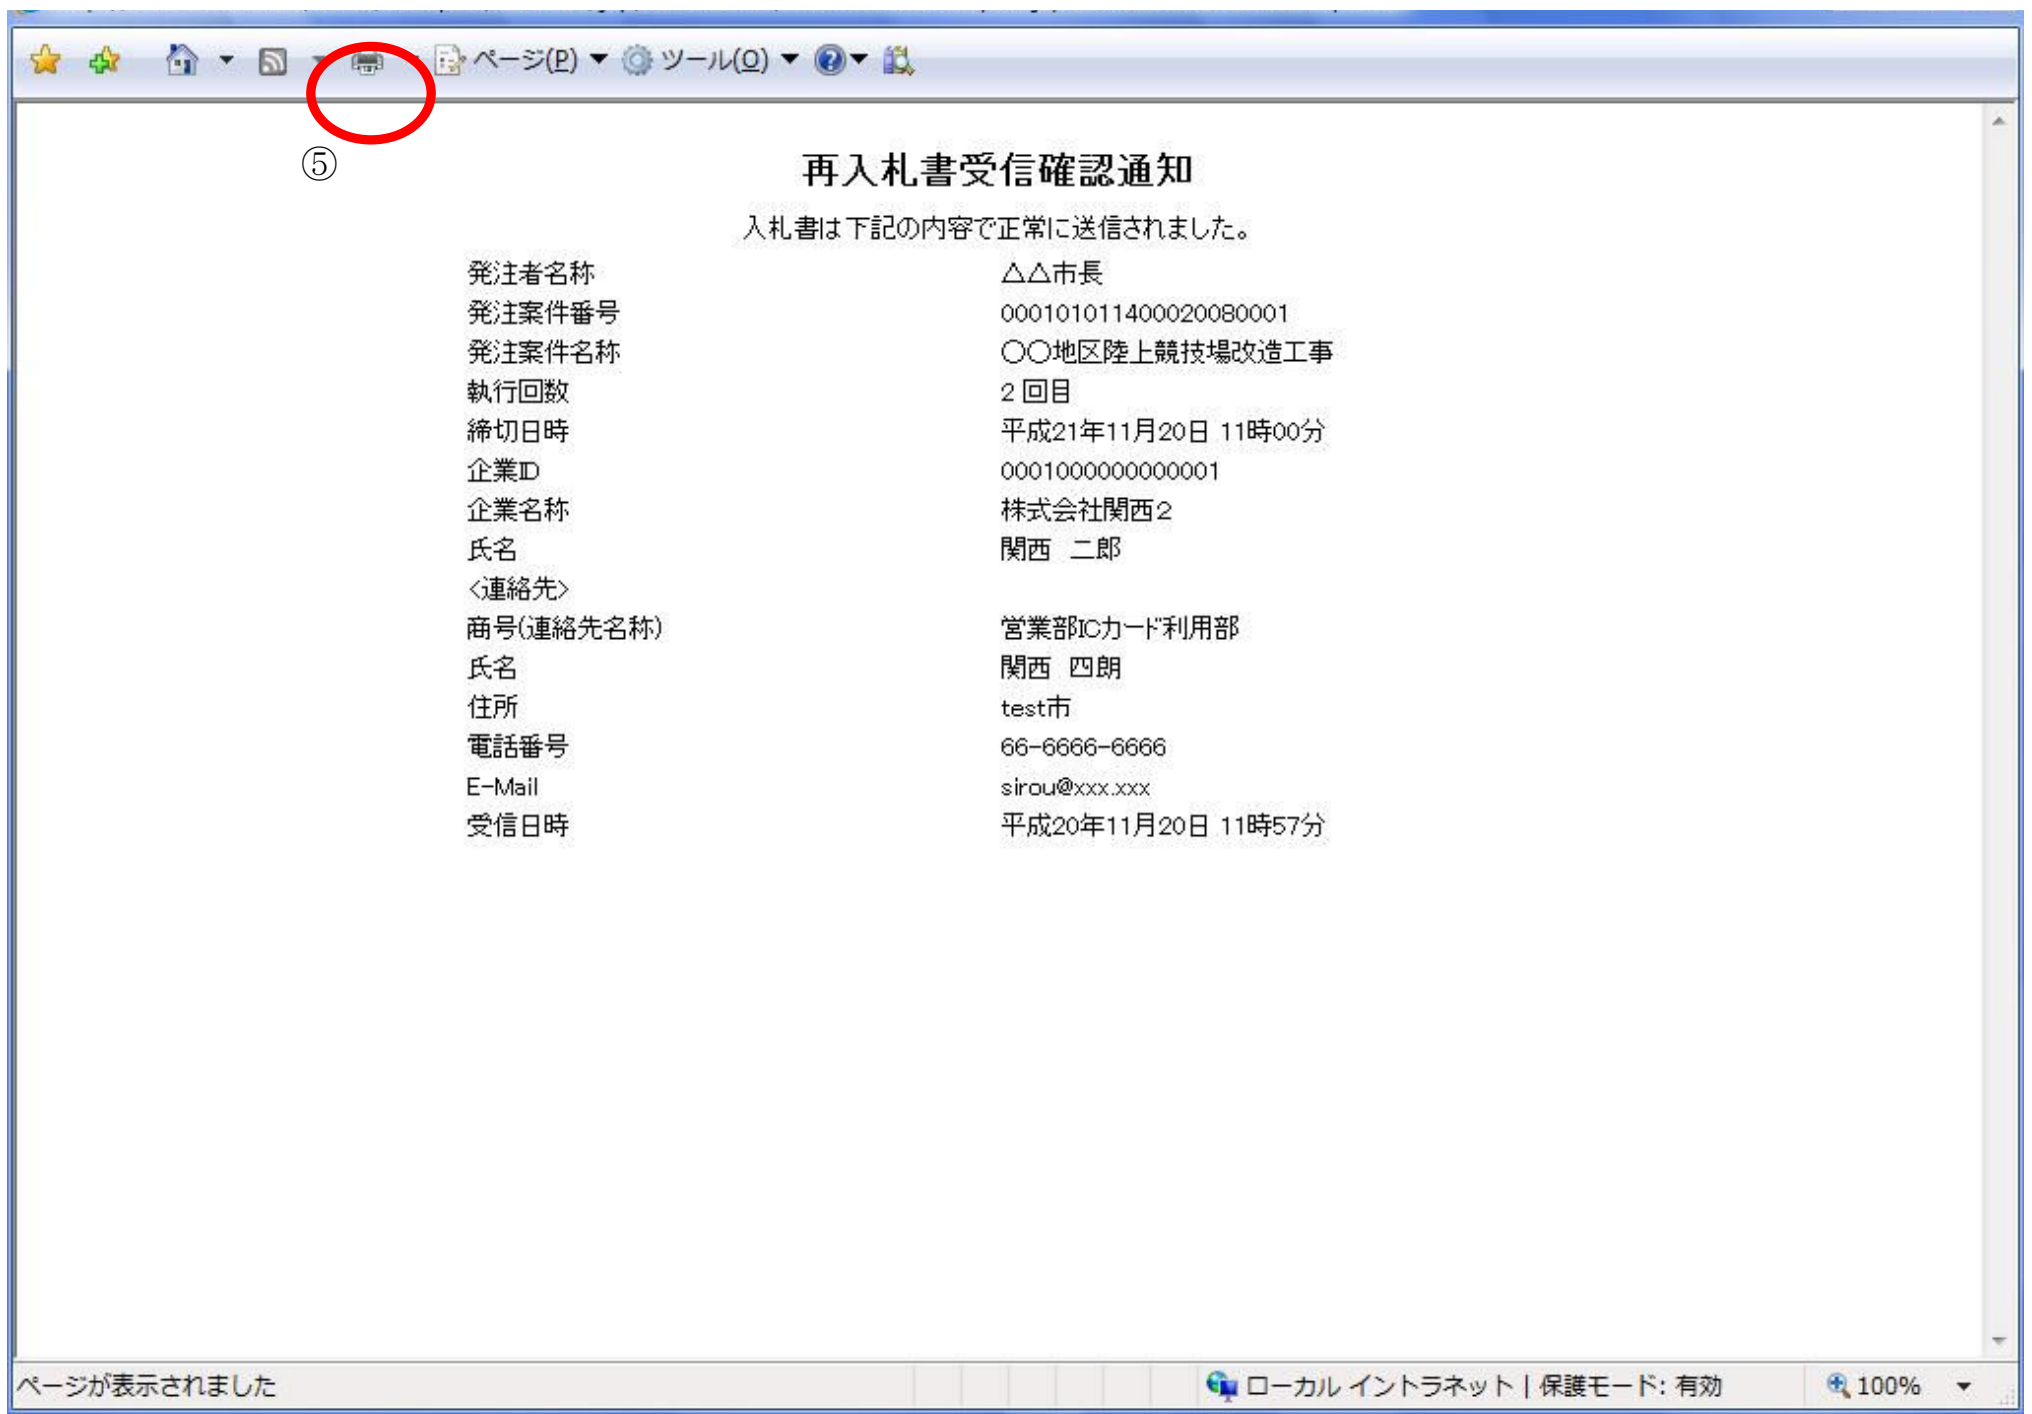 ページ(P) ツール(O)
⑤
再入札書受信確認通知
入札書は下記の内容で正常に送信されました。
発注者名称 △△市長
発注案件番号 000101011400020080001
発注案件名称 〇〇地区陸上競技場改造工事
執行回数 2回目
締切日時 平成21年11月20日 11時00分
企業ID 0001000000000001
企業名称 株式会社関西2
氏名 関西 二郎
<連絡先>
商号(連絡先名称) 営業部ICカード利用部
氏名 関西 四朗
住所 test市
電話番号 66-6666-6666
E-Mail sirou@xxx.xxx
受信日時 平成20年11月20日 11時57分
ページが表示されました ローカル イントラネット | 保護モード: 有効 100%